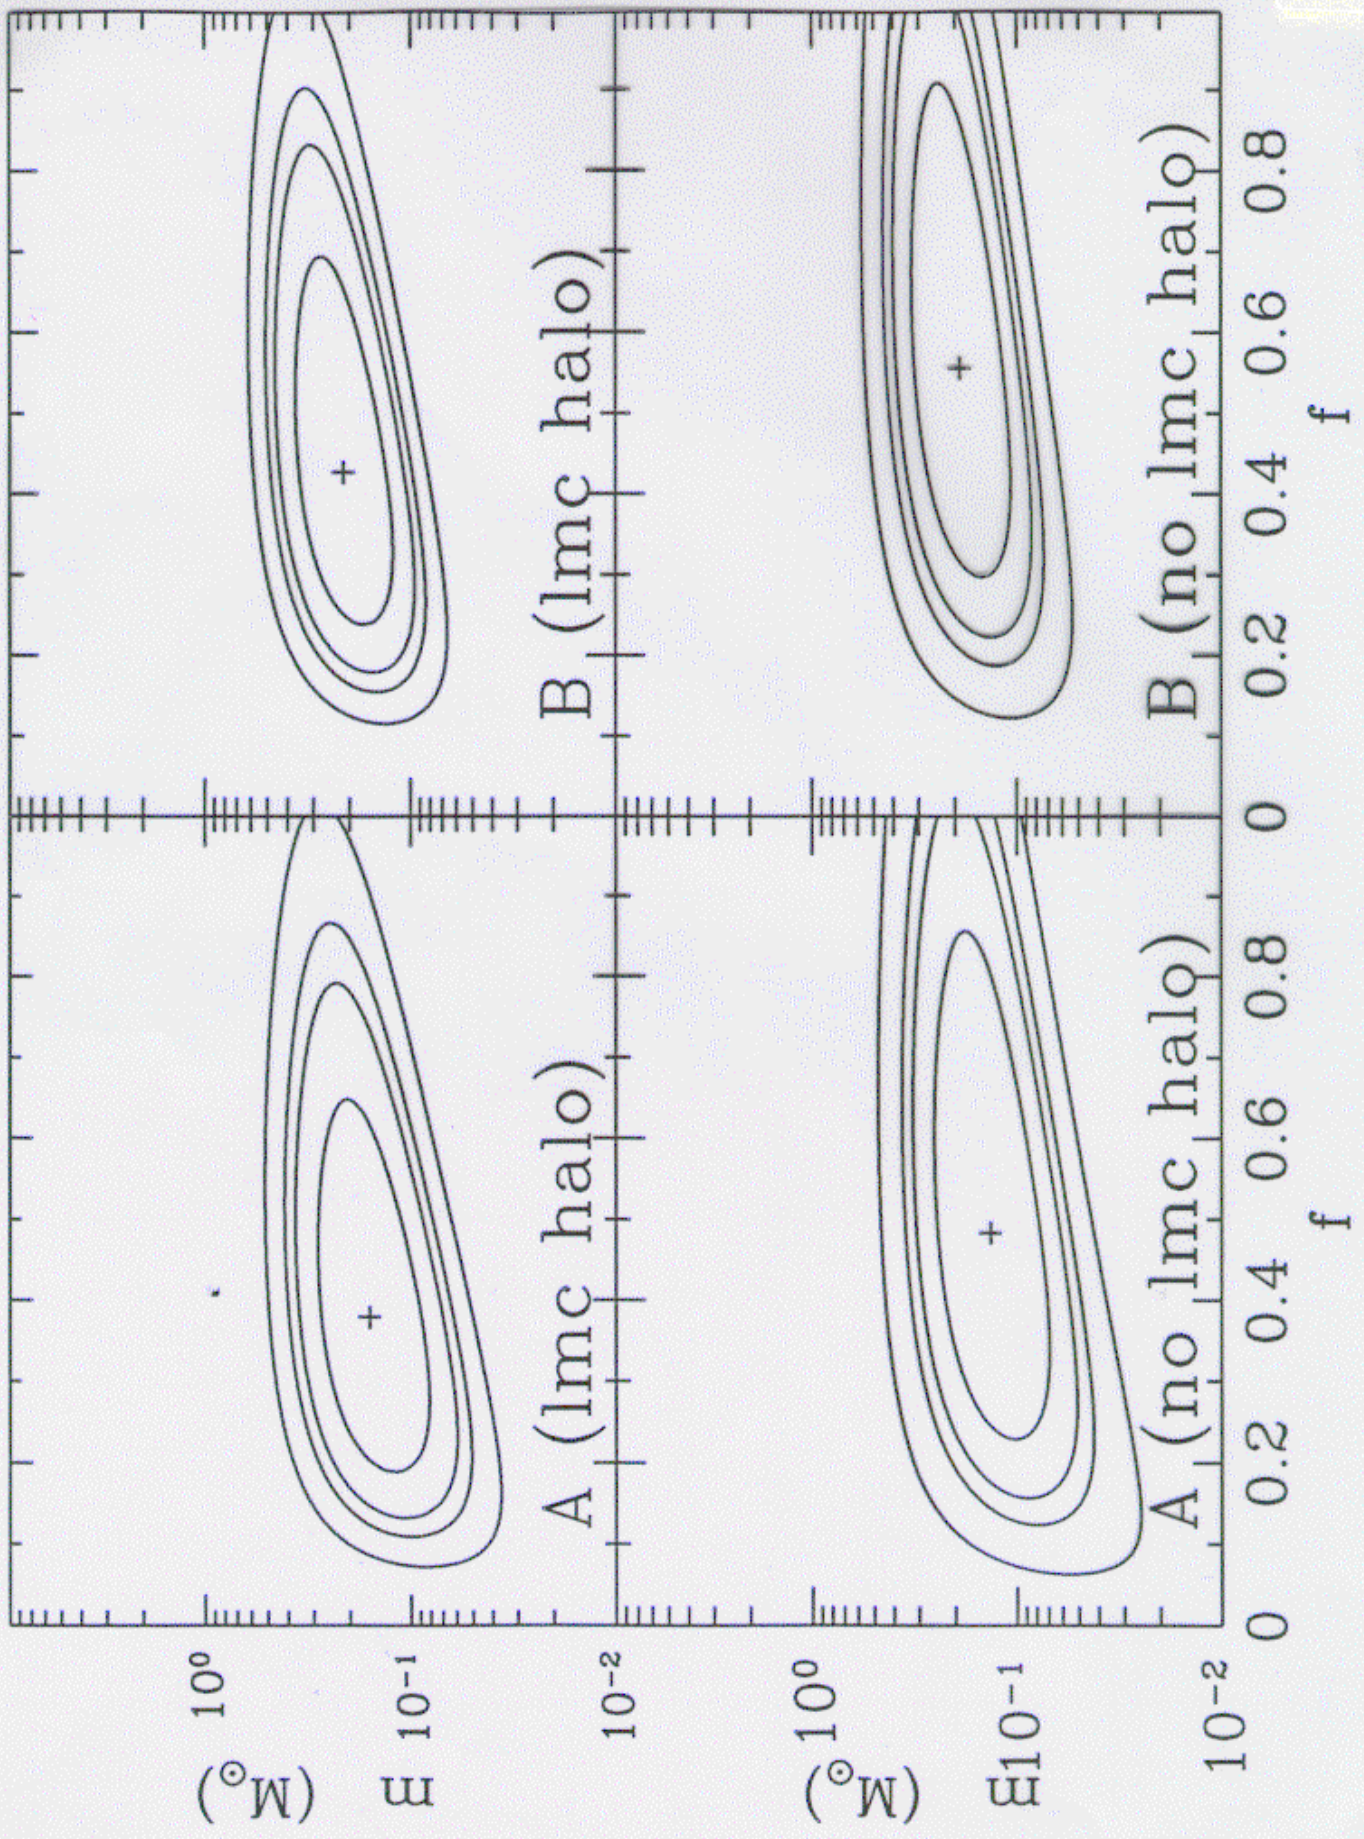 10⁰
m (M☉)
10⁻¹
A (lmc halo)
B (lmc halo)
10⁻²
10⁰
m (M☉)
10⁻¹
A (no lmc halo)
B (no lmc halo)
10⁻²
0 0.2 0.4 0.6 0.8 0 0.2 0.4 0.6 0.8
f f